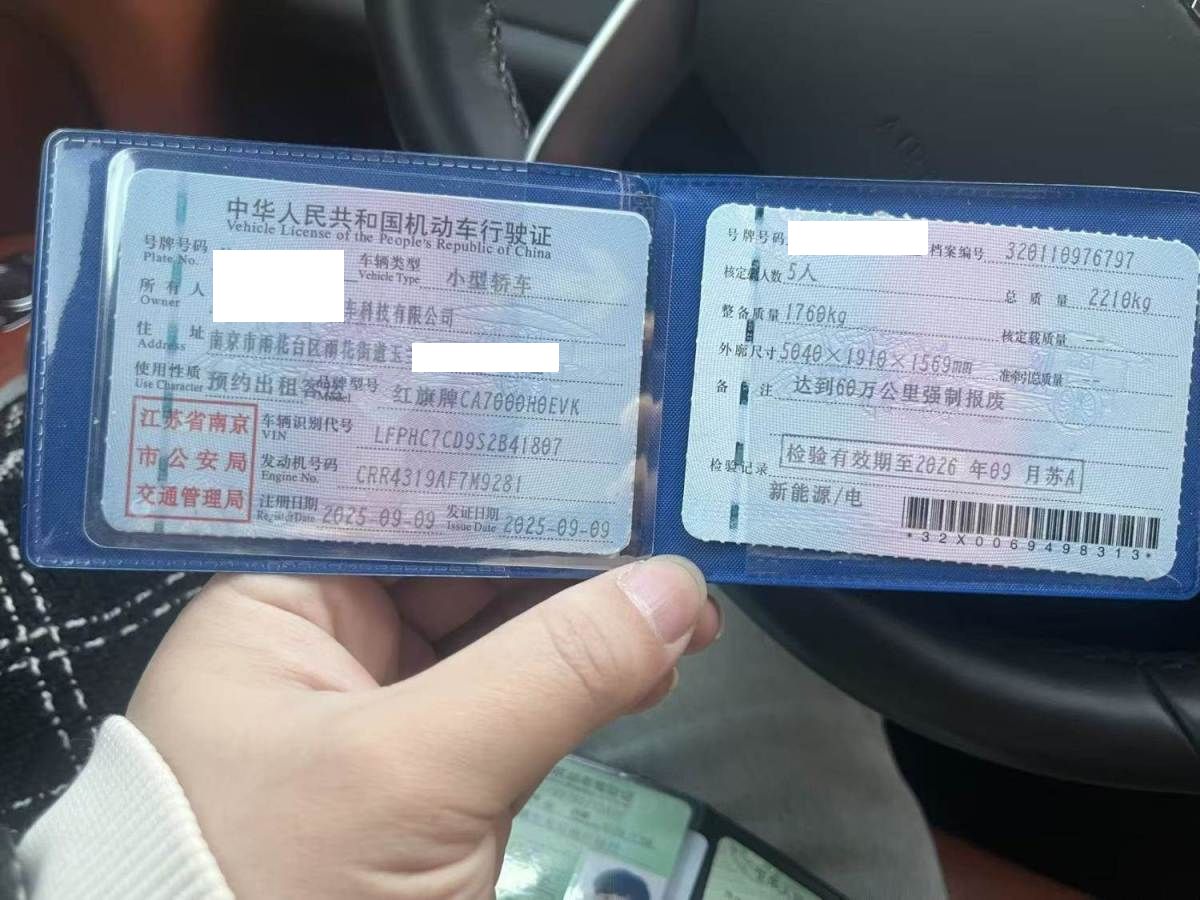 中华人民共和国机动车行驶证
Vehicle License of the People's Republic of China
号牌号码
Plate No.
车辆类型 小型轿车
Vehicle Type
所有人 科技有限公司
Owner
住址 南京市雨花台区雨花街道玉
Address
使用性质 预约出租客 品牌型号 红旗牌CA7000H0EVK
Use Character
江苏省南京
市公安局
交通管理局
车辆识别代号 LFPHC7CD9S2B41807
VIN
发动机号码 CRR4319AF7M9281
Engine No.
注册日期 2025-09-09 发证日期 2025-09-09
Register Date Issue Date
号牌号码 档案编号 320110976797
核定载人数 5人 总质量 2210kg
整备质量 1760kg 核定载质量
外廓尺寸 5040×1910×1569mm 准牵引总质量
备注 达到60万公里强制报废
检验记录 检验有效期至2026年09月苏A
新能源/电
*32X0069498313*